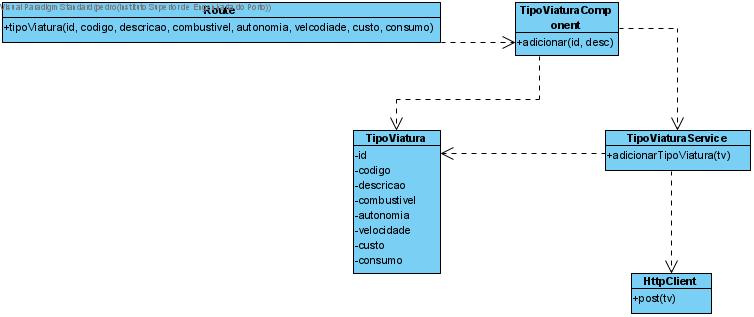 Visual Paradigm Standard(pedro(Instituto Superior de Engenharia do Porto))
Route
+tipoViatura(id, codigo, descricao, combustivel, autonomia, velcodiade, custo, consumo)
TipoViaturaComp
onent
+adicionar(id, desc)
TipoViatura
-id
-codigo
-descricao
-combustivel
-autonomia
-velocidade
-custo
-consumo
TipoViaturaService
+adicionarTipoViatura(tv)
HttpClient
+post(tv)